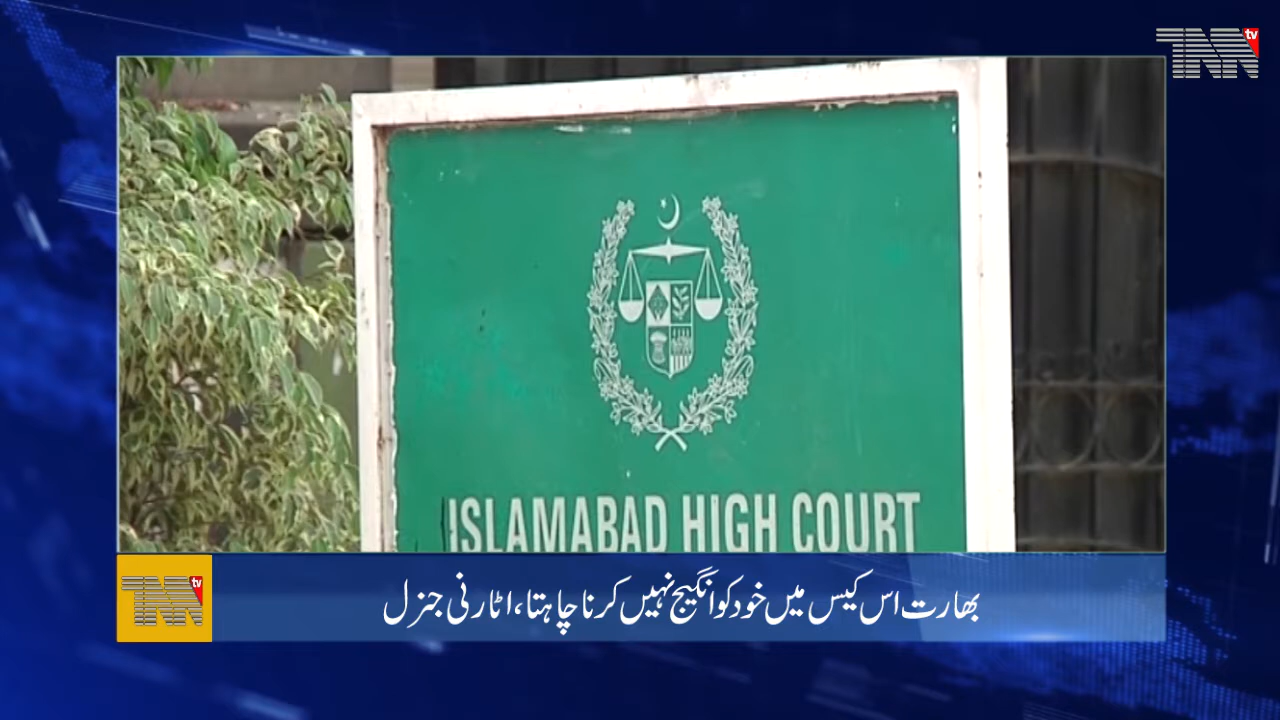 TNN tv
ISLAMABAD HIGH COURT
TNN tv
بھارت اس کیس میں خود کو انگیج نہیں کرنا چاہتا، اٹارنی جنرل